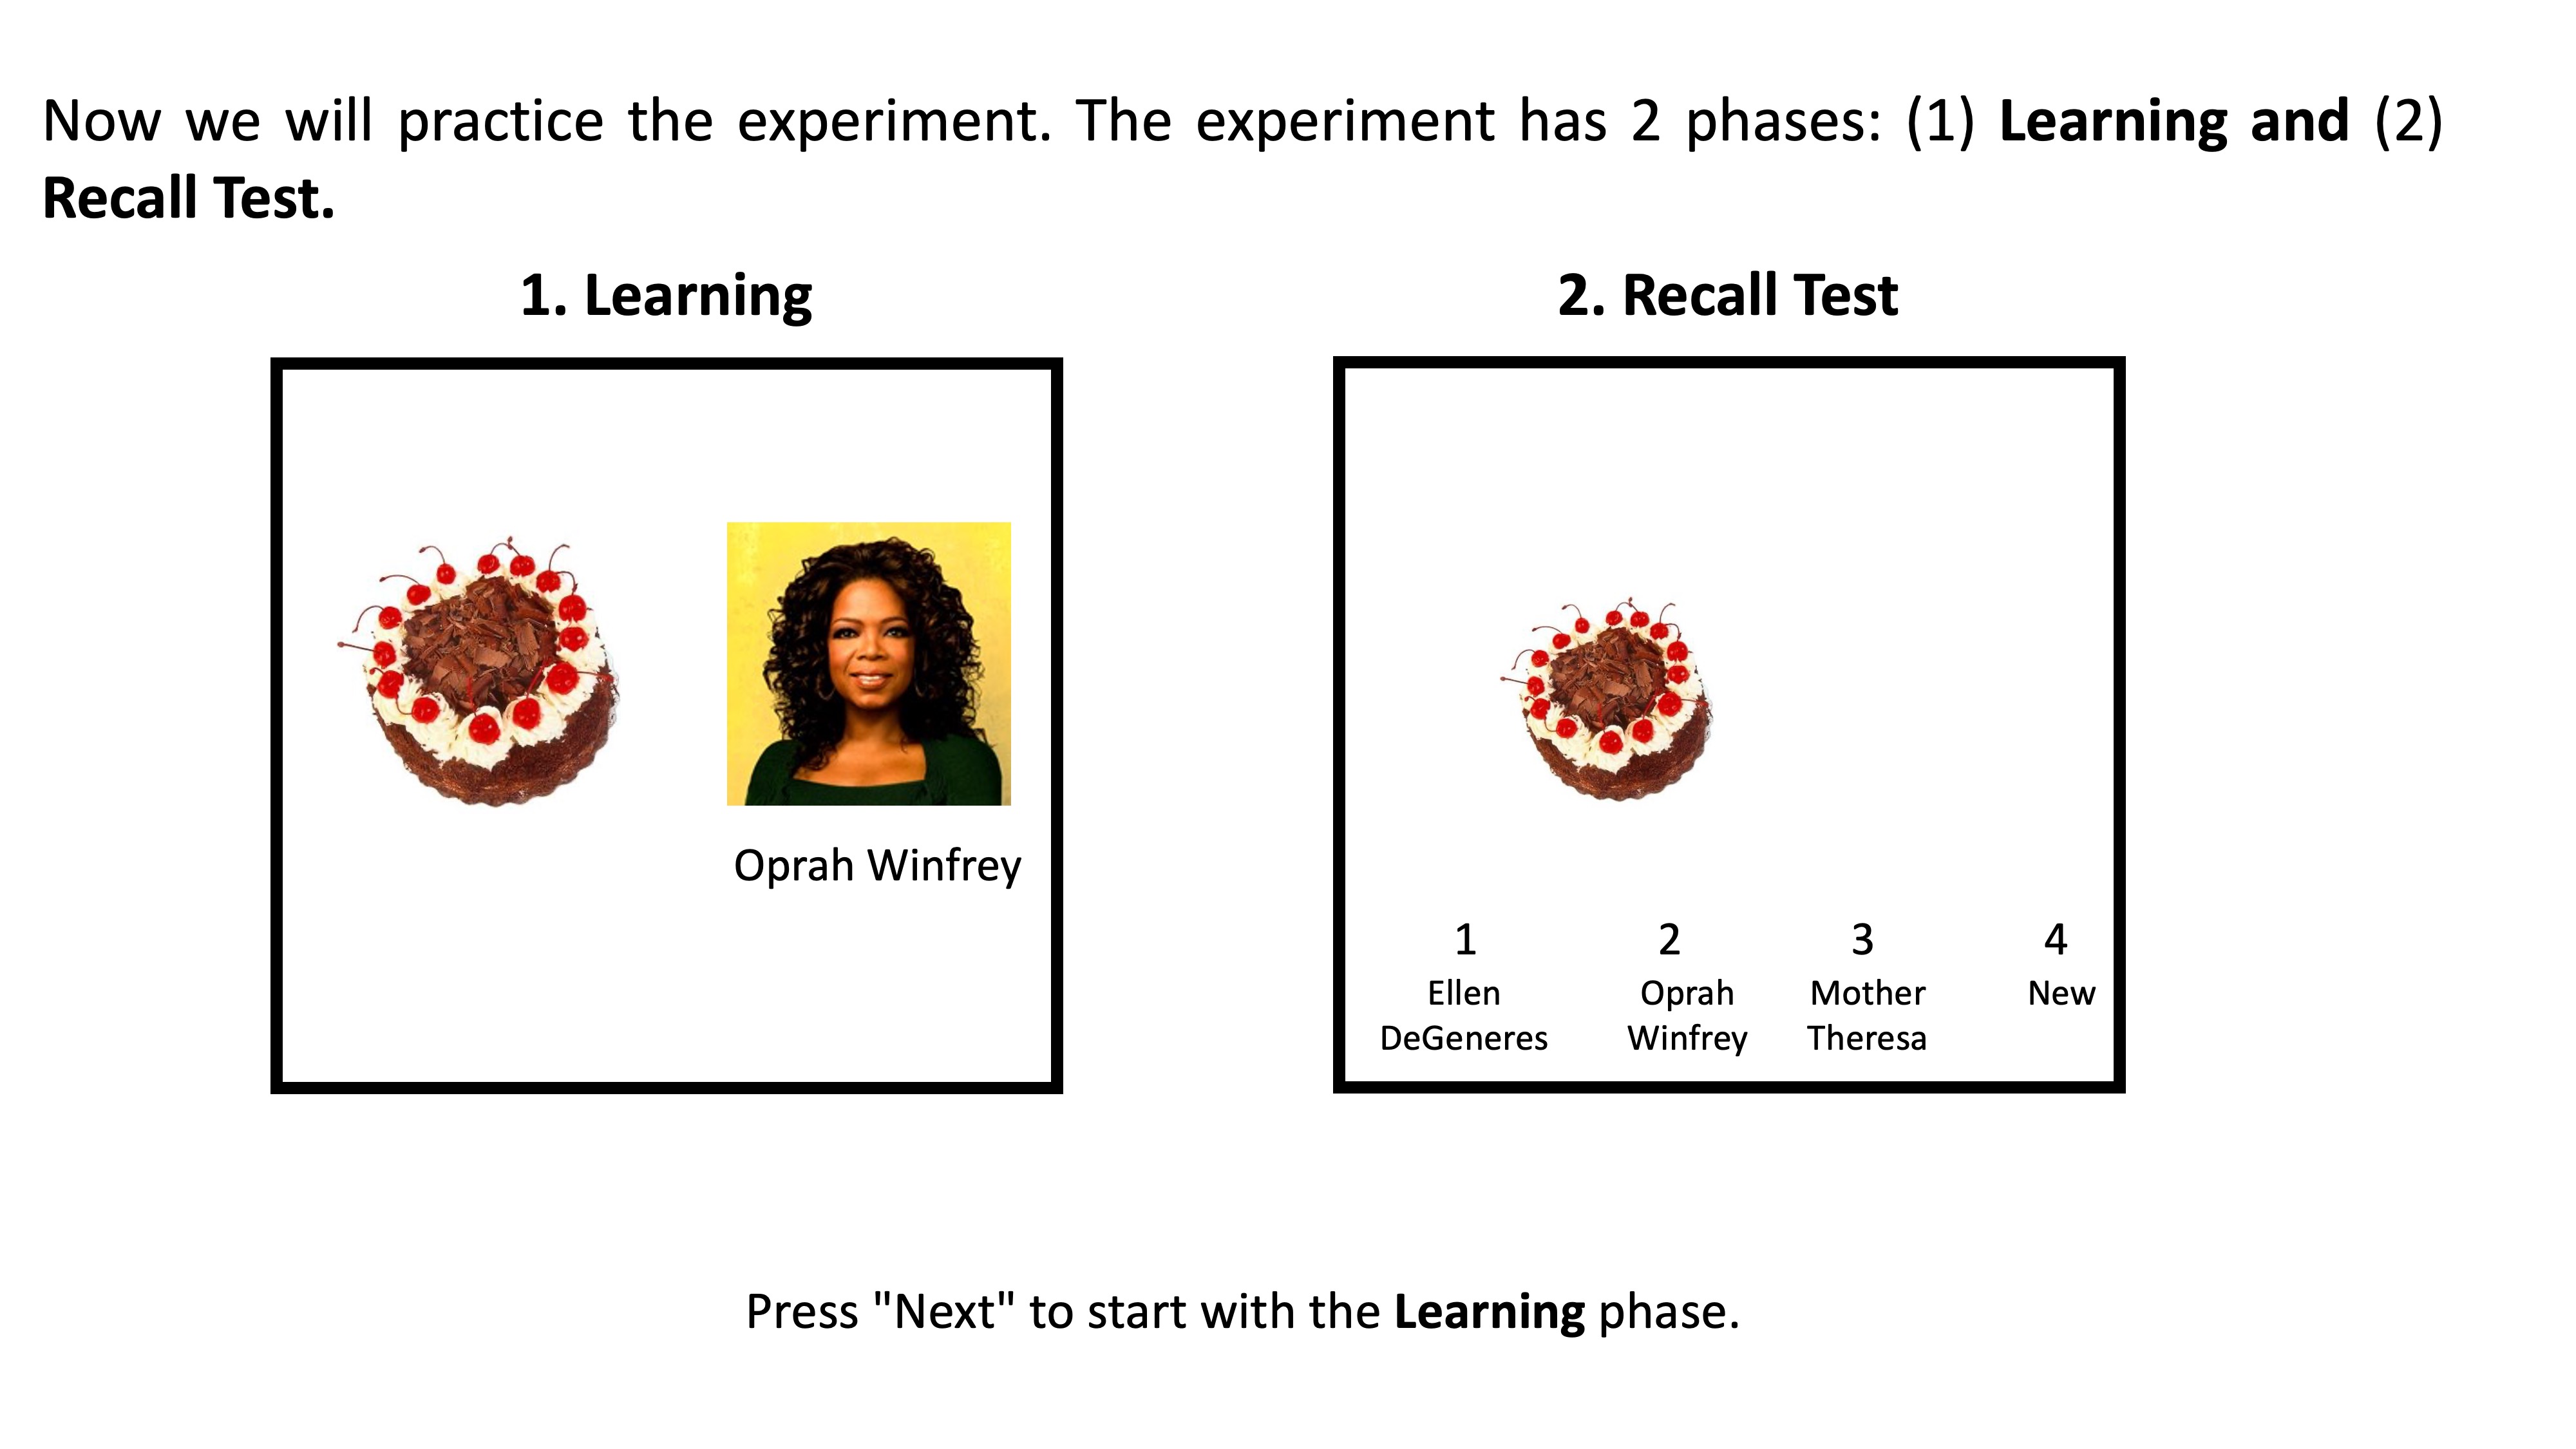 Now we will practice the experiment. The experiment has 2 phases: (1) Learning and (2)
Recall Test.
1. Learning
Oprah Winfrey
2. Recall Test
1 2 3 4
Ellen Oprah Mother New
DeGeneres Winfrey Theresa
Press "Next" to start with the Learning phase.